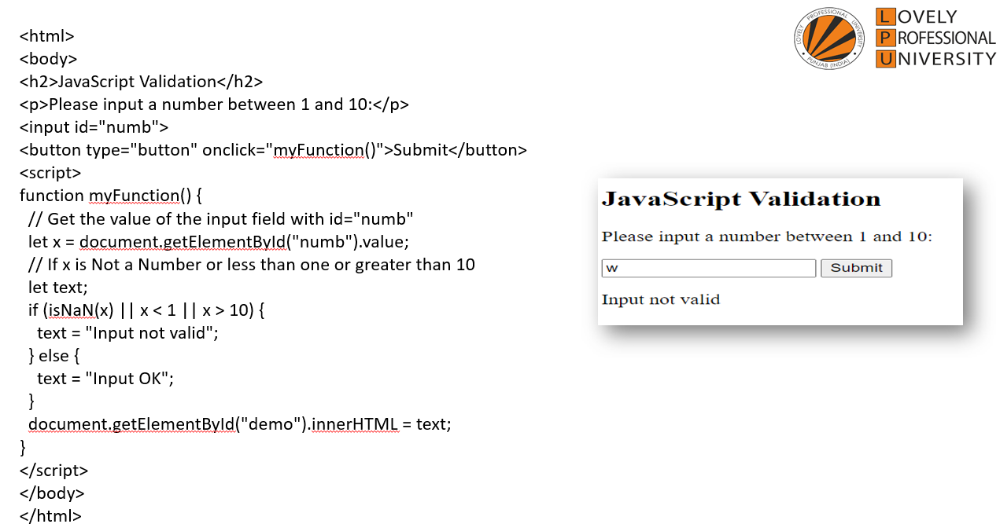 <html>
<body>
<h2>JavaScript Validation</h2>
<p>Please input a number between 1 and 10:</p>
<input id="numb">
<button type="button" onclick="myFunction()">Submit</button>
<script>
function myFunction() {
  // Get the value of the input field with id="numb"
  let x = document.getElementById("numb").value;
  // If x is Not a Number or less than one or greater than 10
  let text;
  if (isNaN(x) || x < 1 || x > 10) {
    text = "Input not valid";
  } else {
    text = "Input OK";
  }
  document.getElementById("demo").innerHTML = text;
}
</script>
</body>
</html>
LOVELY PROFESSIONAL UNIVERSITY
PUNJAB (INDIA)
LOVELY
PROFESSIONAL
UNIVERSITY
JavaScript Validation
Please input a number between 1 and 10:
w
Submit
Input not valid